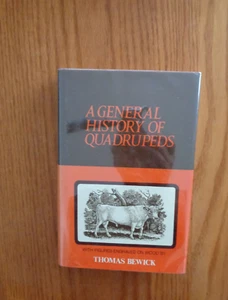 A GENERAL
HISTORY OF
QUADRUPEDS
THOMAS BEWICK